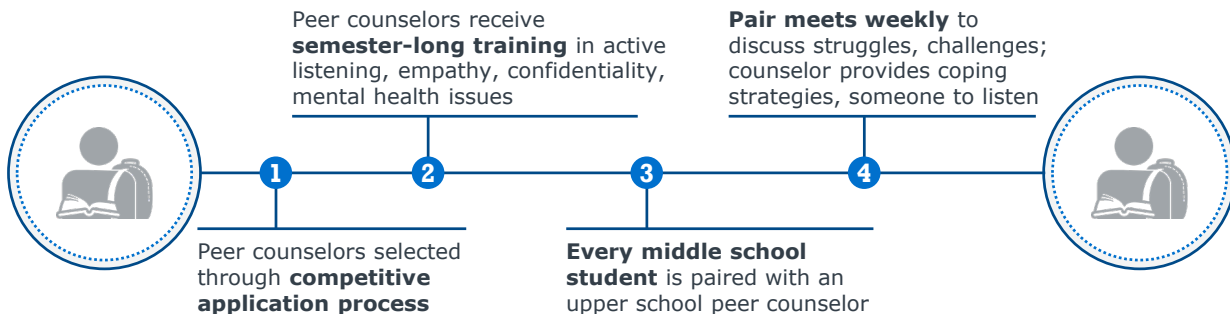 1
Peer counselors selected
through competitive
application process
2
Peer counselors receive
semester-long training in active
listening, empathy, confidentiality,
mental health issues
3
Every middle school
student is paired with an
upper school peer counselor
4
Pair meets weekly to
discuss struggles, challenges;
counselor provides coping
strategies, someone to listen